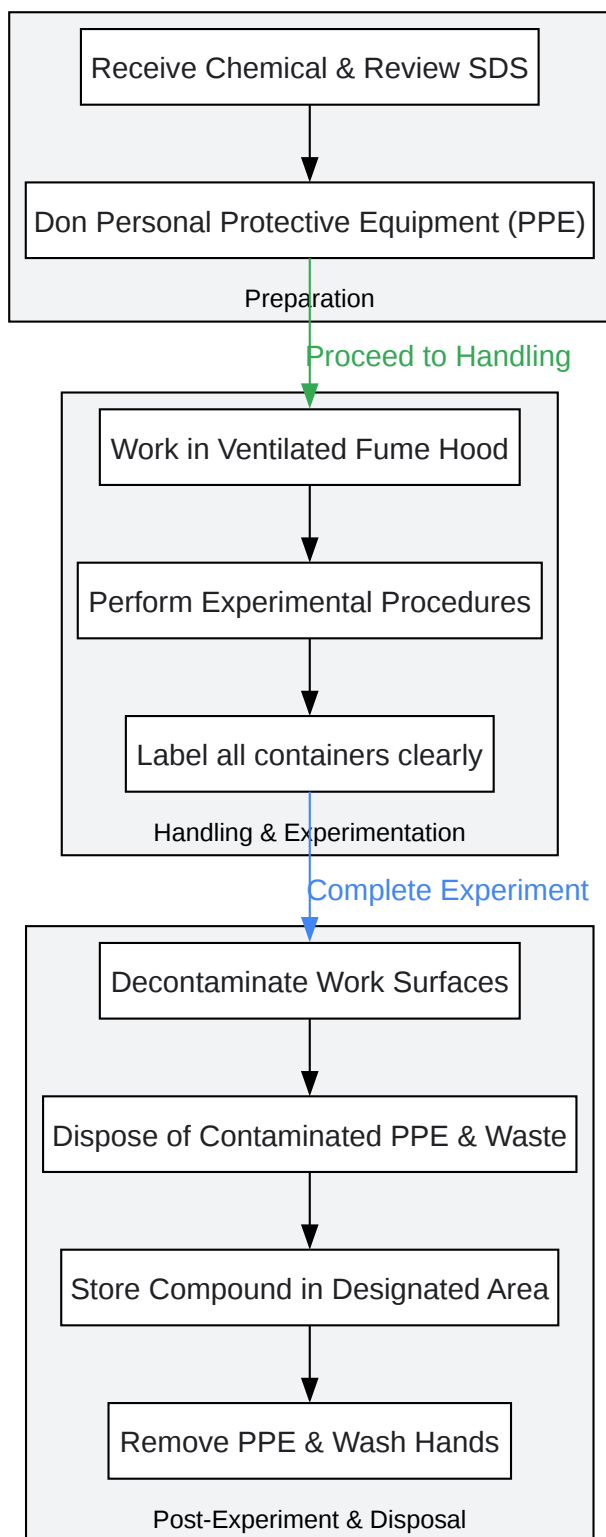 Receive Chemical & Review SDS
Don Personal Protective Equipment (PPE)
Preparation
Proceed to Handling
Work in Ventilated Fume Hood
Perform Experimental Procedures
Label all containers clearly
Handling & Experimentation
Complete Experiment
Decontaminate Work Surfaces
Dispose of Contaminated PPE & Waste
Store Compound in Designated Area
Remove PPE & Wash Hands
Post-Experiment & Disposal